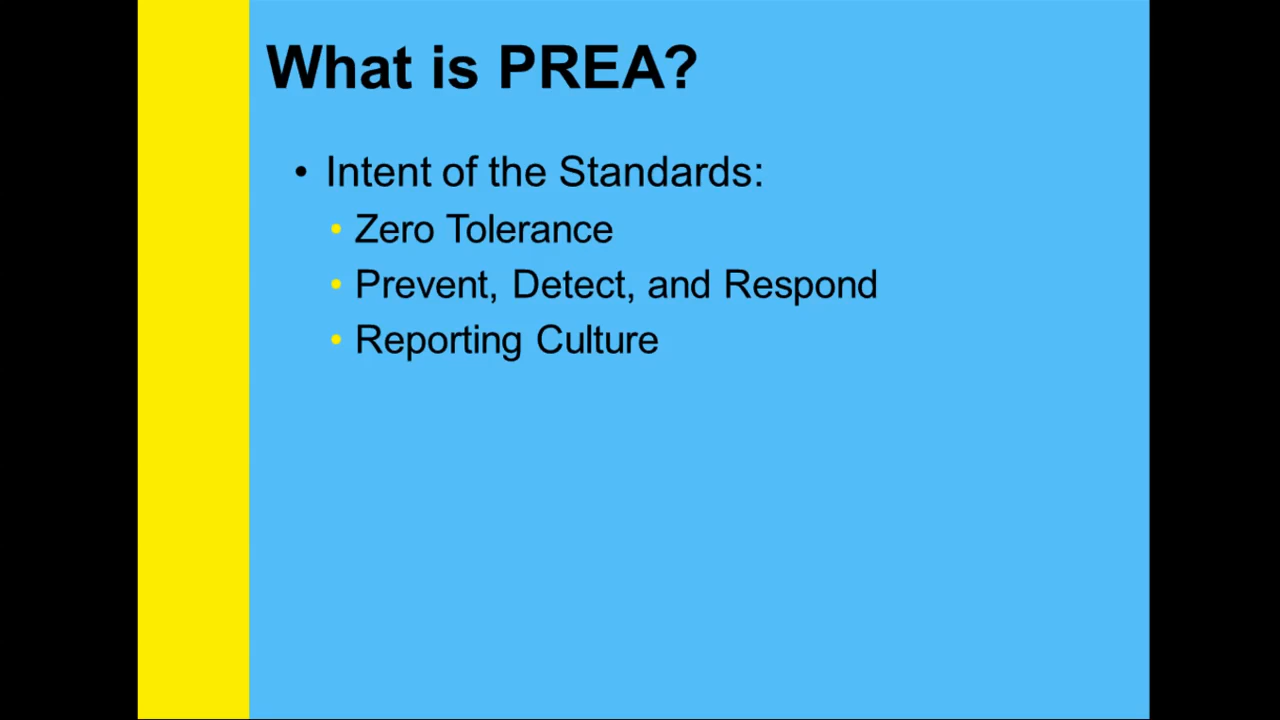 What is PREA?
• Intent of the Standards:
• Zero Tolerance
• Prevent, Detect, and Respond
• Reporting Culture